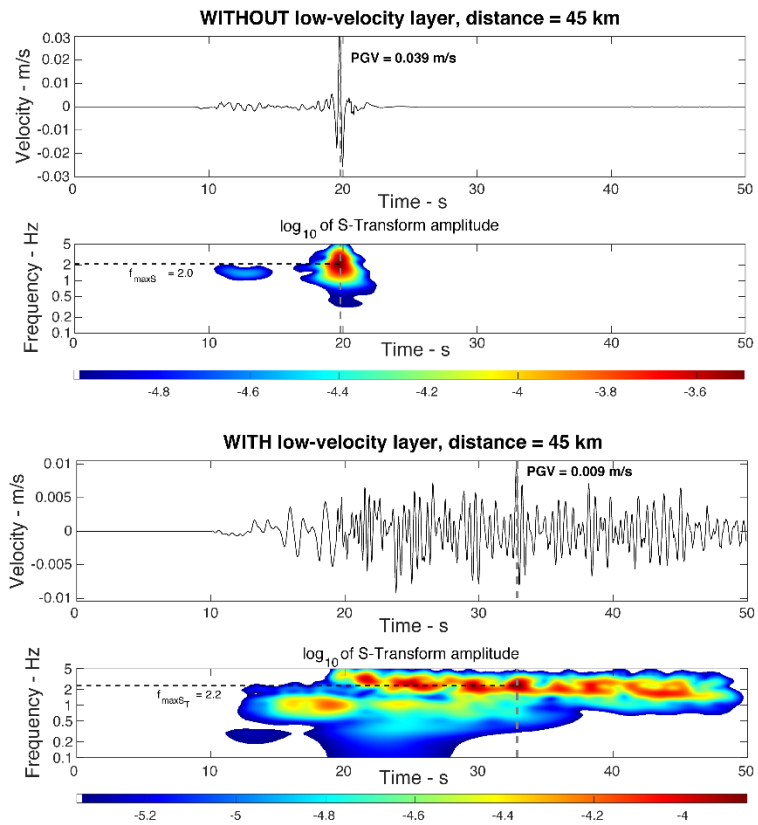 WITHOUT low-velocity layer, distance = 45 km
0.03
0.02
0.01
0
-0.01
-0.02
-0.03
Velocity - m/s
PGV = 0.039 m/s
0 10 20 30 40 50
Time - s
log10 of S-Transform amplitude
5
2
1
0.5
0.2
0.1
Frequency - Hz
fmaxS = 2.0
0 10 20 30 40 50
Time - s
-4.8 -4.6 -4.4 -4.2 -4 -3.8 -3.6
WITH low-velocity layer, distance = 45 km
0.01
0.005
0
-0.005
-0.01
Velocity - m/s
PGV = 0.009 m/s
0 10 20 30 40 50
Time - s
log10 of S-Transform amplitude
5
2
1
0.5
0.2
0.1
Frequency - Hz
fmaxST = 2.2
0 10 20 30 40 50
Time - s
-5.2 -5 -4.8 -4.6 -4.4 -4.2 -4